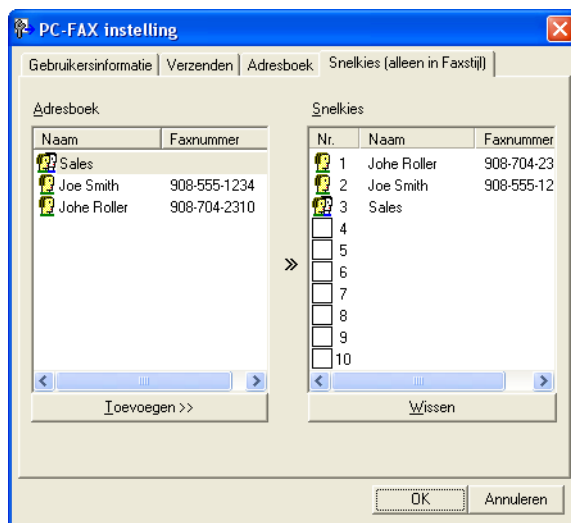 PC-FAX instelling
Gebruikersinformatie Verzenden Adresboek Snelkies (alleen in Faxstijl)
Adresboek
Naam Faxnummer
Sales
Joe Smith 908-555-1234
Johe Roller 908-704-2310
Toevoegen >>
»
Snelkies
Nr. Naam Faxnummer
1 Johe Roller 908-704-23
2 Joe Smith 908-555-12
3 Sales
4
5
6
7
8
9
10
Wissen
OK Annuleren